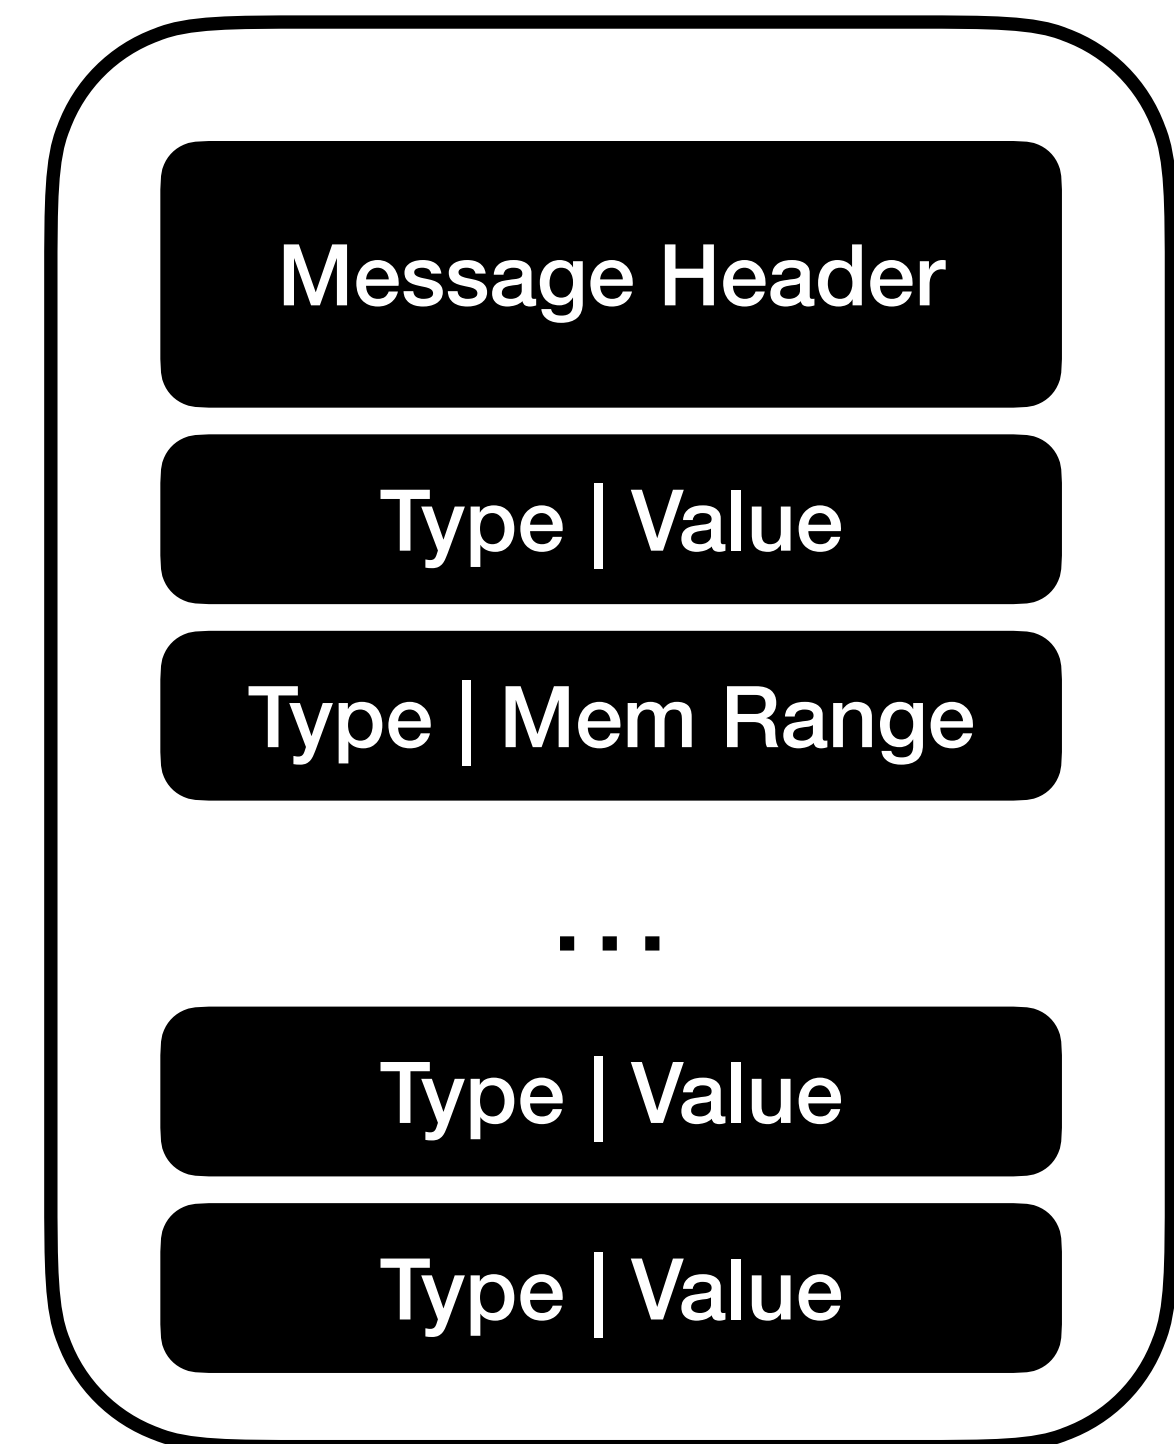 Message Header
Type | Value
Type | Mem Range
...
Type | Value
Type | Value